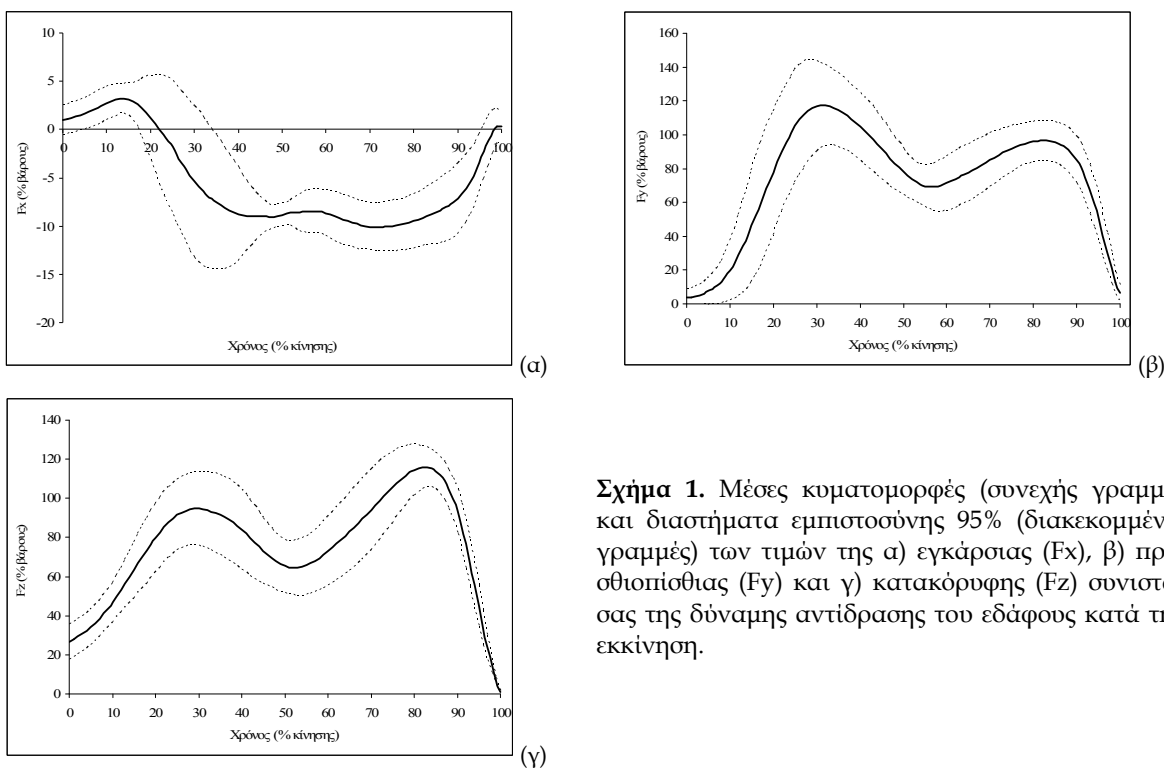 10
5
0
-5
-10
-15
-20
0 10 20 30 40 50 60 70 80 90 100
Fx (% βάρους)
Χρόνος (% κίνησης)
(α)
160
140
120
100
80
60
40
20
0
0 10 20 30 40 50 60 70 80 90 100
Fy (% βάρους)
Χρόνος (% κίνησης)
(β)
140
120
100
80
60
40
20
0
0 10 20 30 40 50 60 70 80 90 100
Fz (% βάρους)
Χρόνος (% κίνησης)
(γ)
Σχήμα 1. Μέσες κυματομορφές (συνεχής γραμμ
και διαστήματα εμπιστοσύνης 95% (διακεκομμέν
γραμμές) των τιμών της α) εγκάρσιας (Fx), β) πρ
σθιοπίσθιας (Fy) και γ) κατακόρυφης (Fz) συνιστ
σας της δύναμης αντίδρασης του εδάφους κατά τη
εκκίνηση.